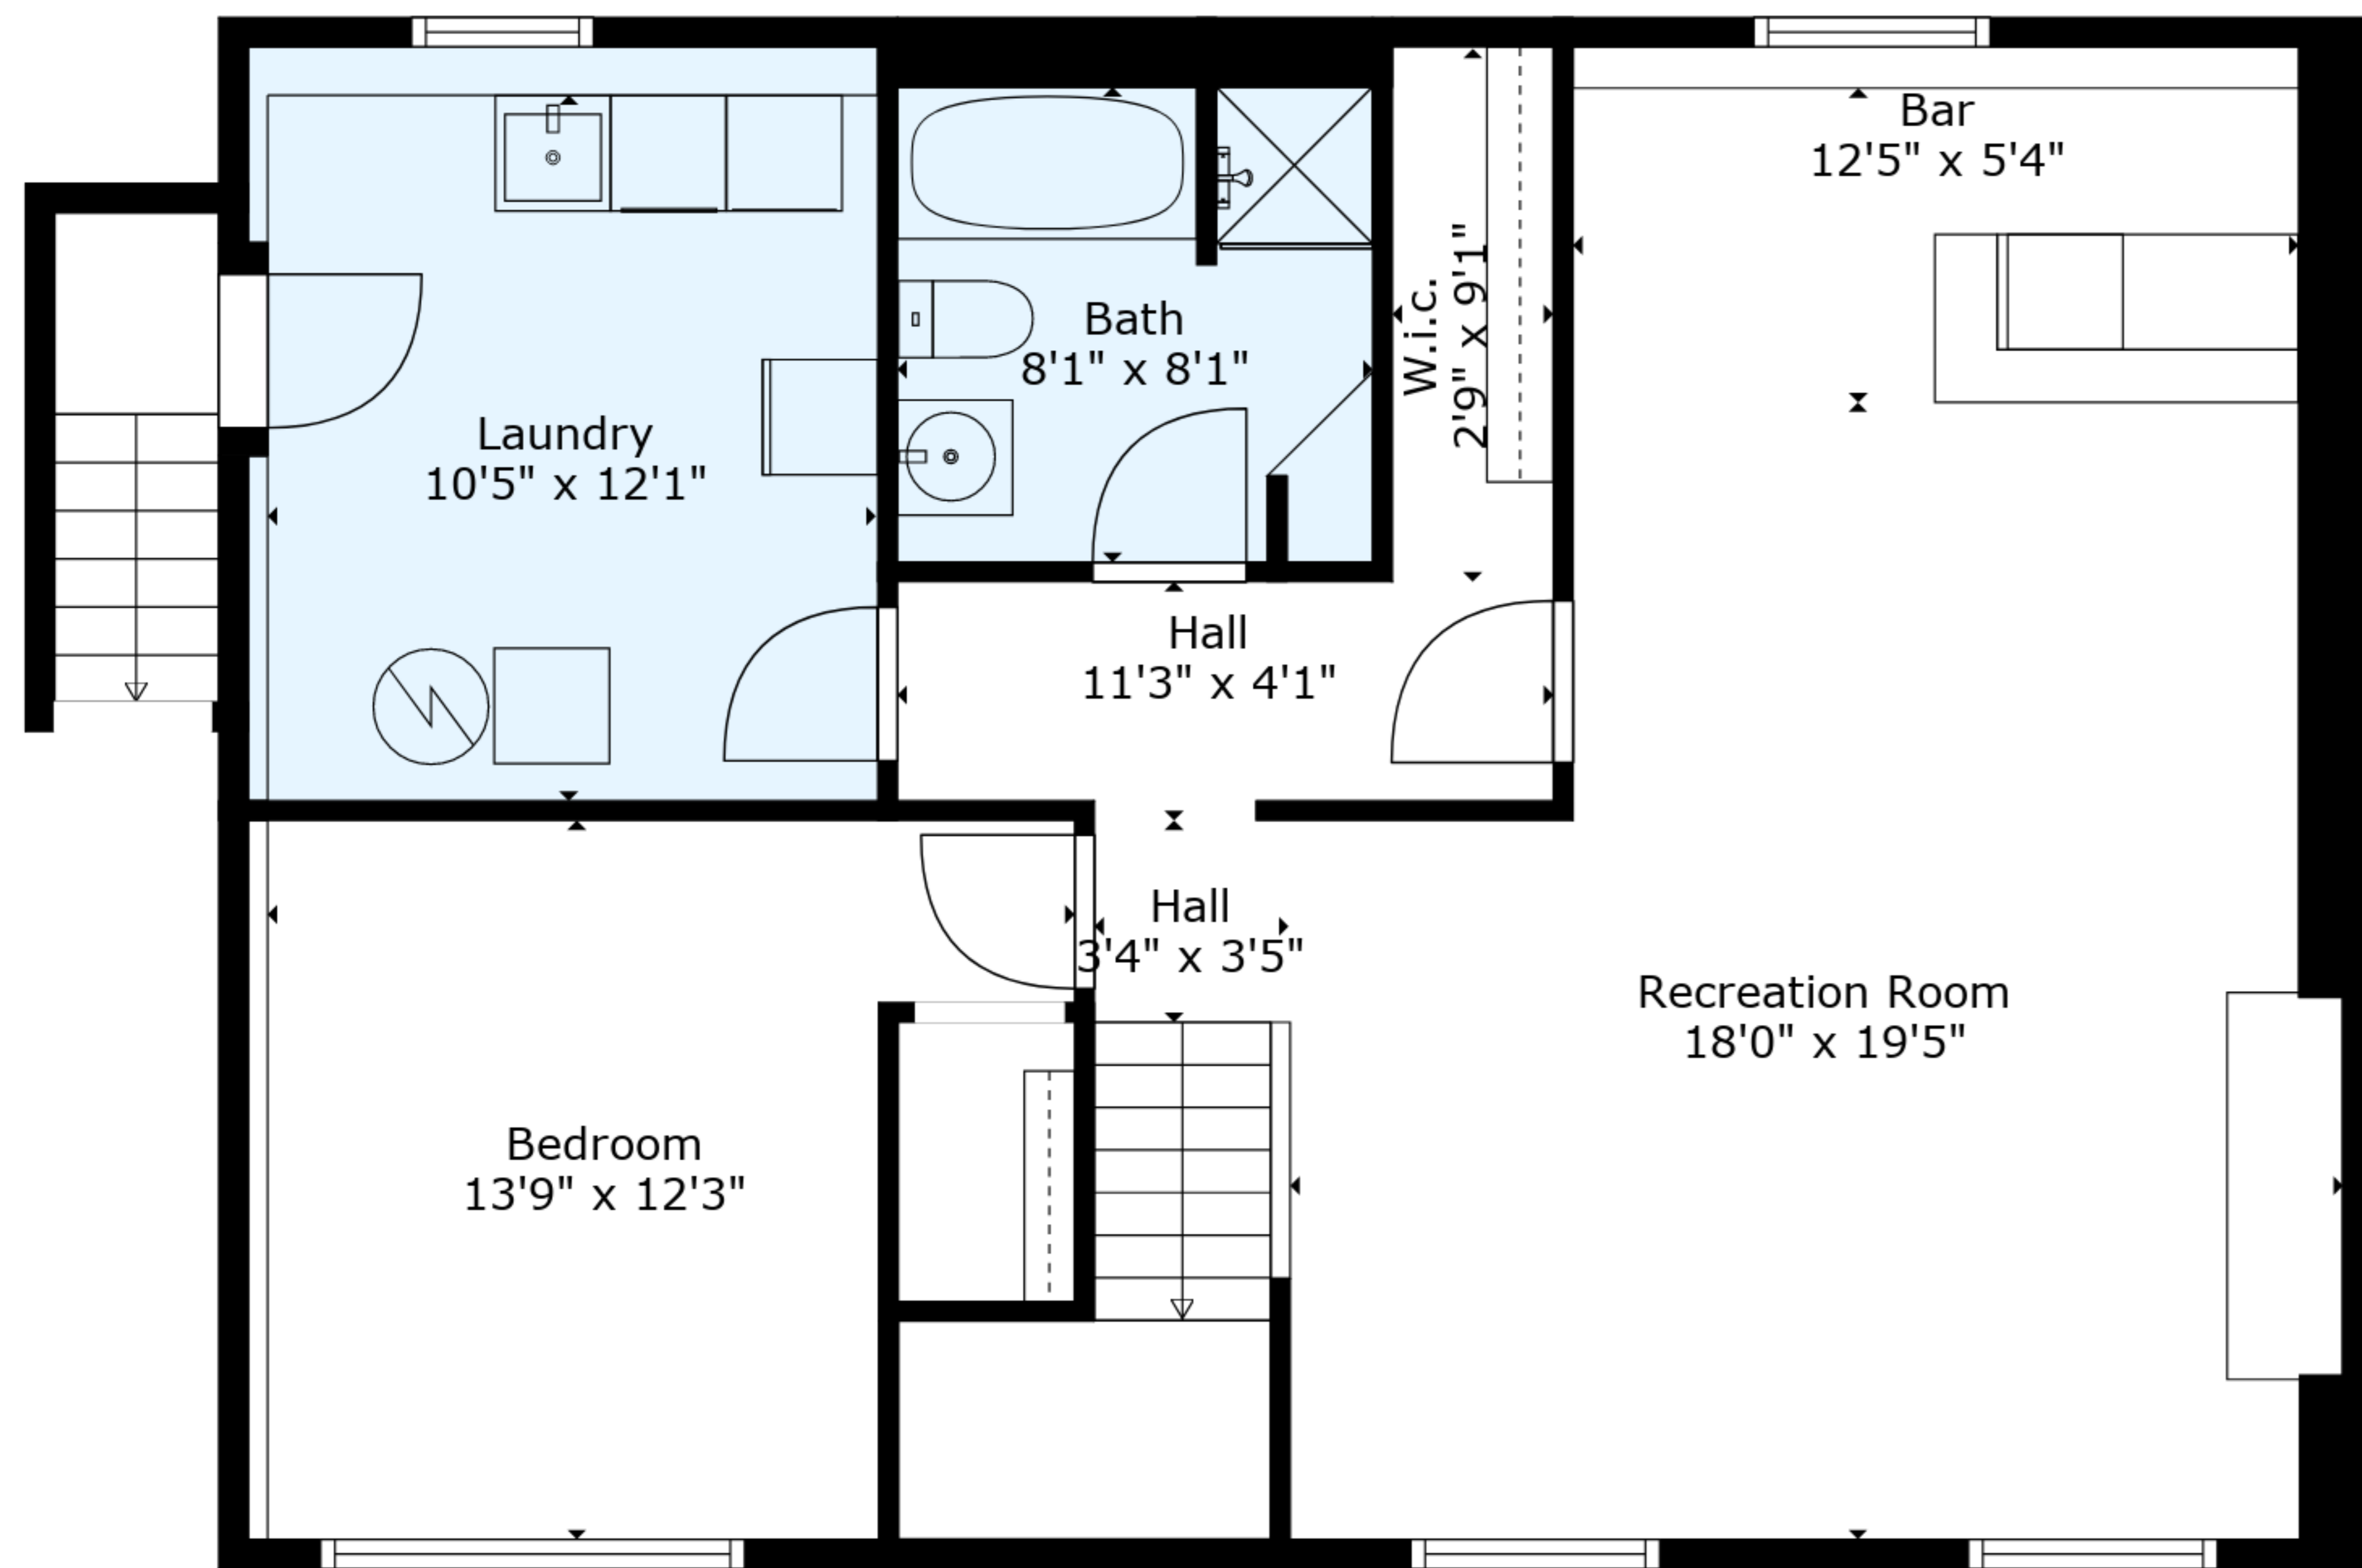 Bar
12'5" x 5'4"
W.i.c.
2'9" x 9'1"
Bath
8'1" x 8'1"
Laundry
10'5" x 12'1"
Hall
11'3" x 4'1"
Hall
3'4" x 3'5"
Recreation Room
18'0" x 19'5"
Bedroom
13'9" x 12'3"